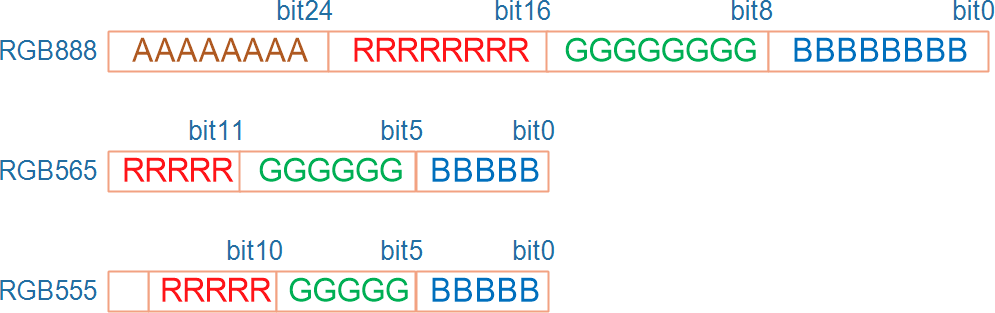 bit24 bit16 bit8 bit0
RGB888 AAAAAAAA RRRRRRRR GGGGGGGG BBBBBBBB
bit11 bit5 bit0
RGB565 RRRRR GGGGGG BBBBB
bit10 bit5 bit0
RGB555 RRRRR GGGGG BBBBB